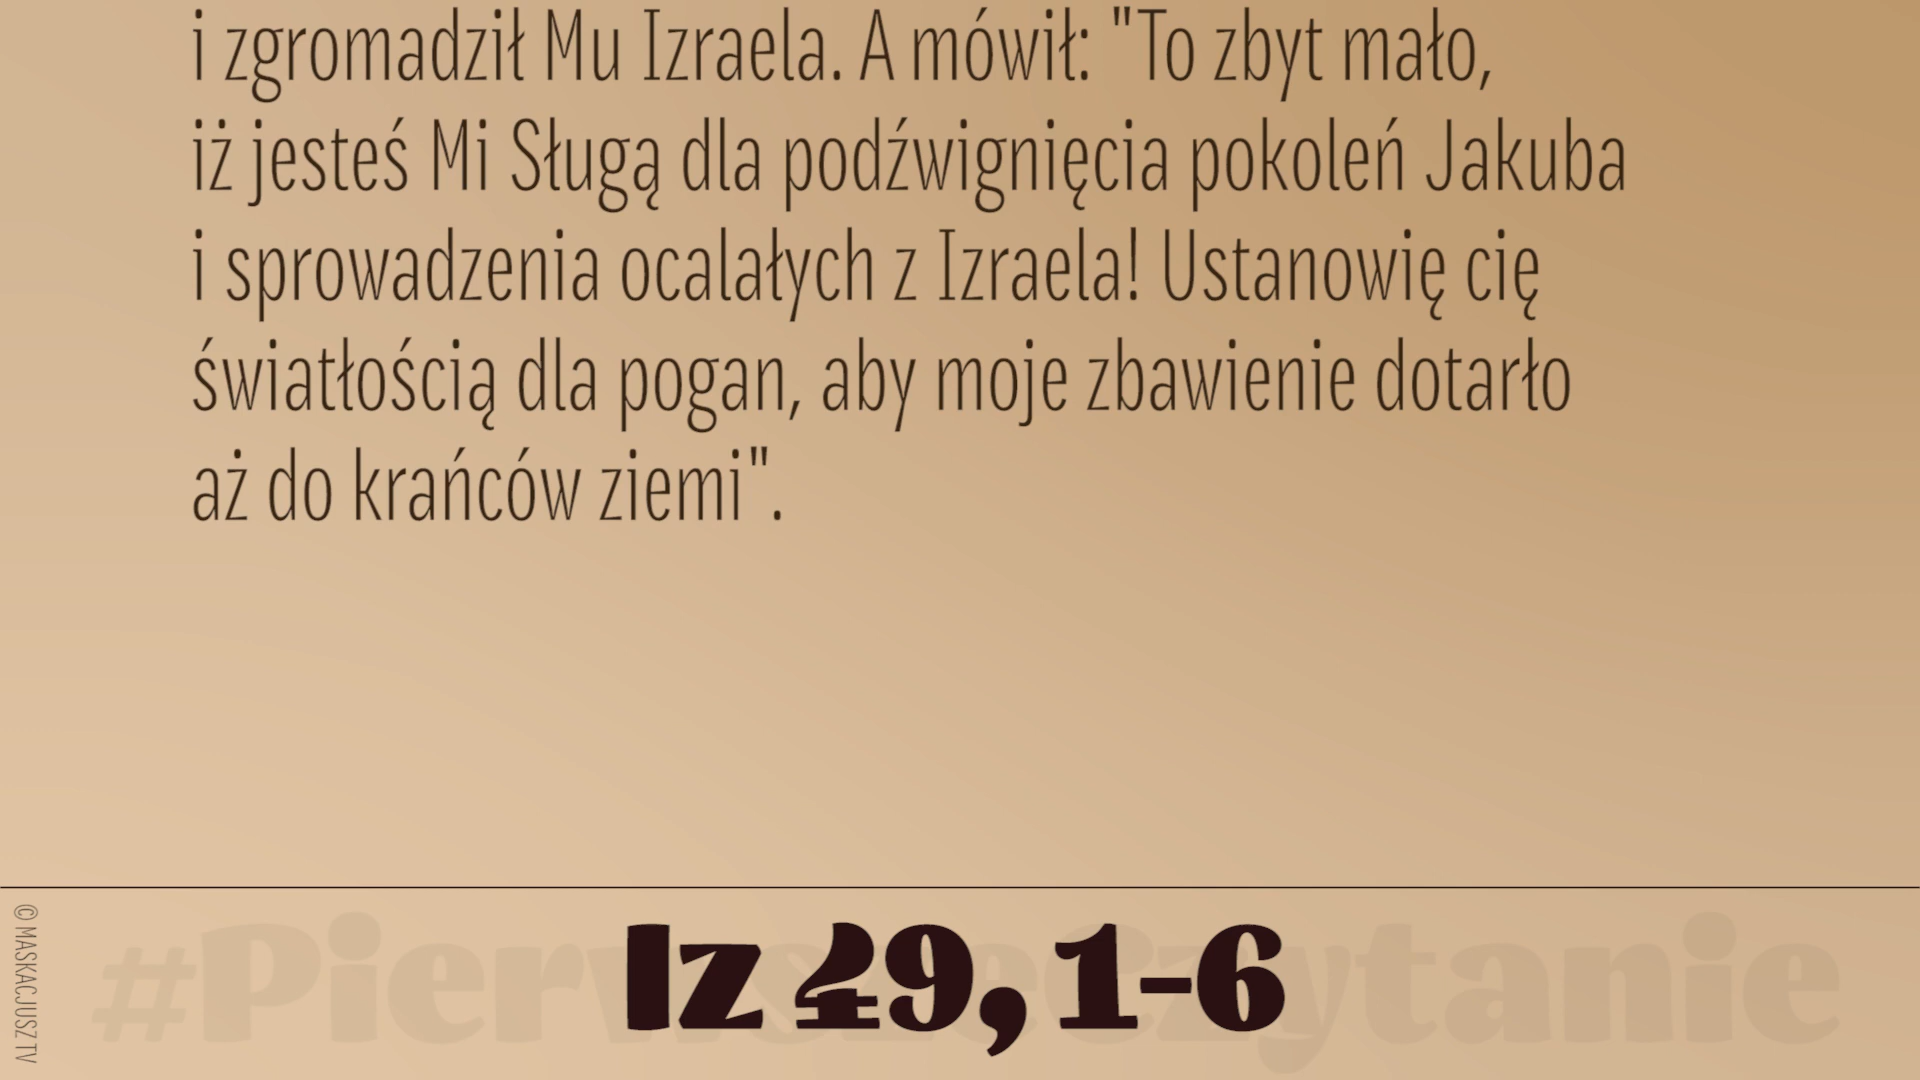 i zgromadził Mu Izraela. A mówił: "To zbyt mało,
iż jesteś Mi Sługą dla podźwignięcia pokoleń Jakuba
i sprowadzenia ocalałych z Izraela! Ustanowię cię
światłością dla pogan, aby moje zbawienie dotarło
aż do krańców ziemi".
#PierwszeCzytanie
Iz 49, 1-6
© MASKACJUSZ TV